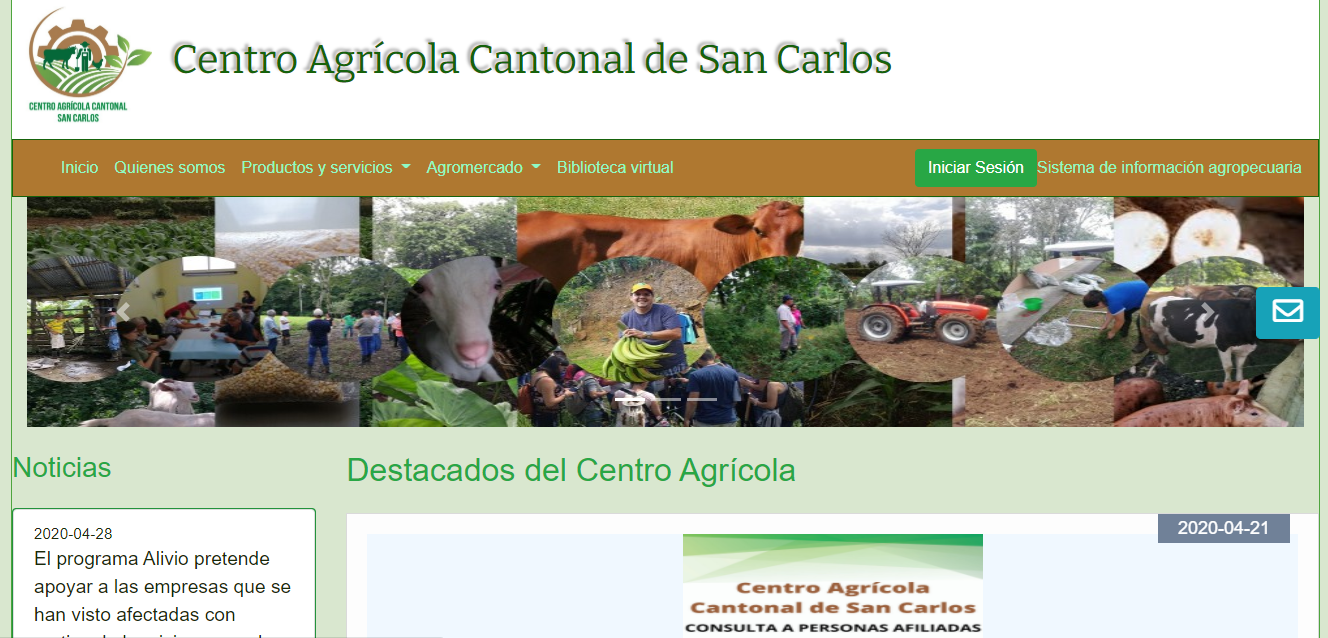 CENTRO AGRÍCOLA CANTONAL
SAN CARLOS
Centro Agrícola Cantonal de San Carlos
Inicio Quienes somos Productos y servicios Agromercado Biblioteca virtual Iniciar Sesión Sistema de información agropecuaria
Noticias
2020-04-28
El programa Alivio pretende
apoyar a las empresas que se
han visto afectadas con
Destacados del Centro Agrícola
2020-04-21
Centro Agrícola
Cantonal de San Carlos
CONSULTA A PERSONAS AFILIADAS